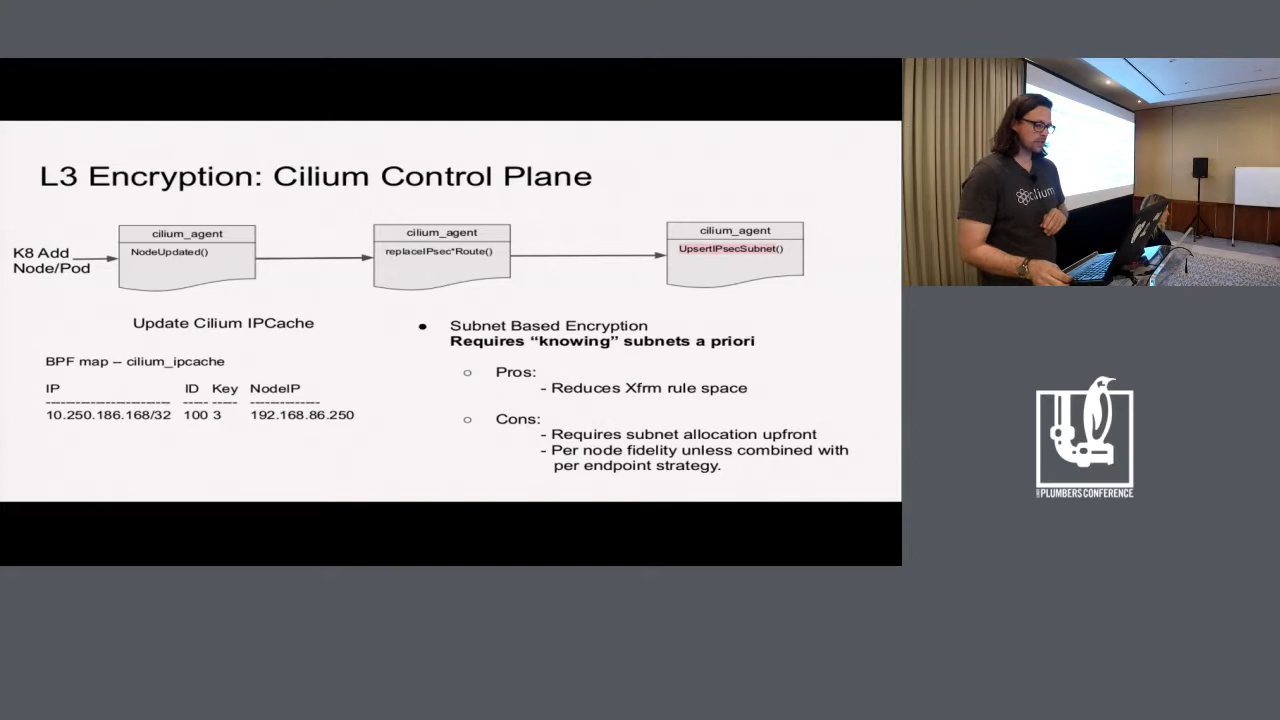 L3 Encryption: Cilium Control Plane
K8 Add
Node/Pod
cilium_agent
NodeUpdated()
cilium_agent
replaceIPsec*Route()
cilium_agent
UpsertIPsecSubnet()
Update Cilium IPCache
BPF map -- cilium_ipcache
IP ID Key NodeIP
------------------------- ----- ----- --------------
10.250.186.168/32 100 3 192.168.86.250
● Subnet Based Encryption
Requires “knowing” subnets a priori
○ Pros:
- Reduces Xfrm rule space
○ Cons:
- Requires subnet allocation upfront
- Per node fidelity unless combined with
per endpoint strategy.
cilium
PLUMBERS CONFERENCE